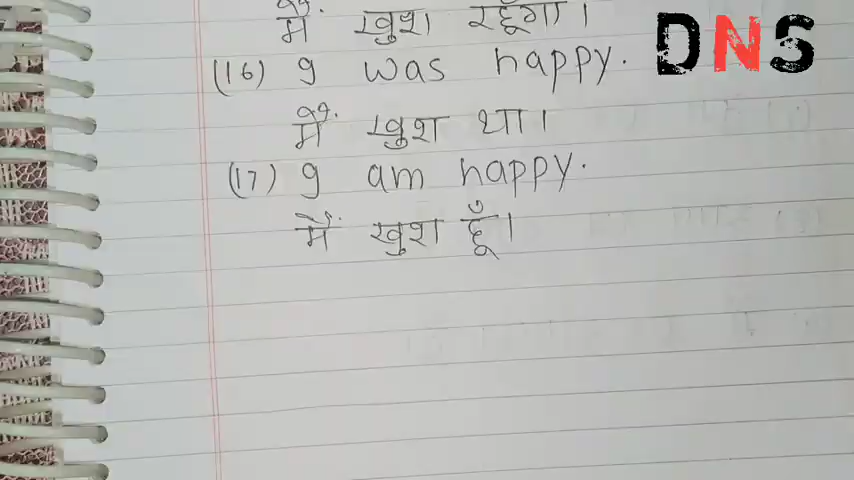 मैं खुश रहूँगा।
DNS
(16) I was happy.
मैं खुश था।
(17) I am happy.
मैं खुश हूँ।